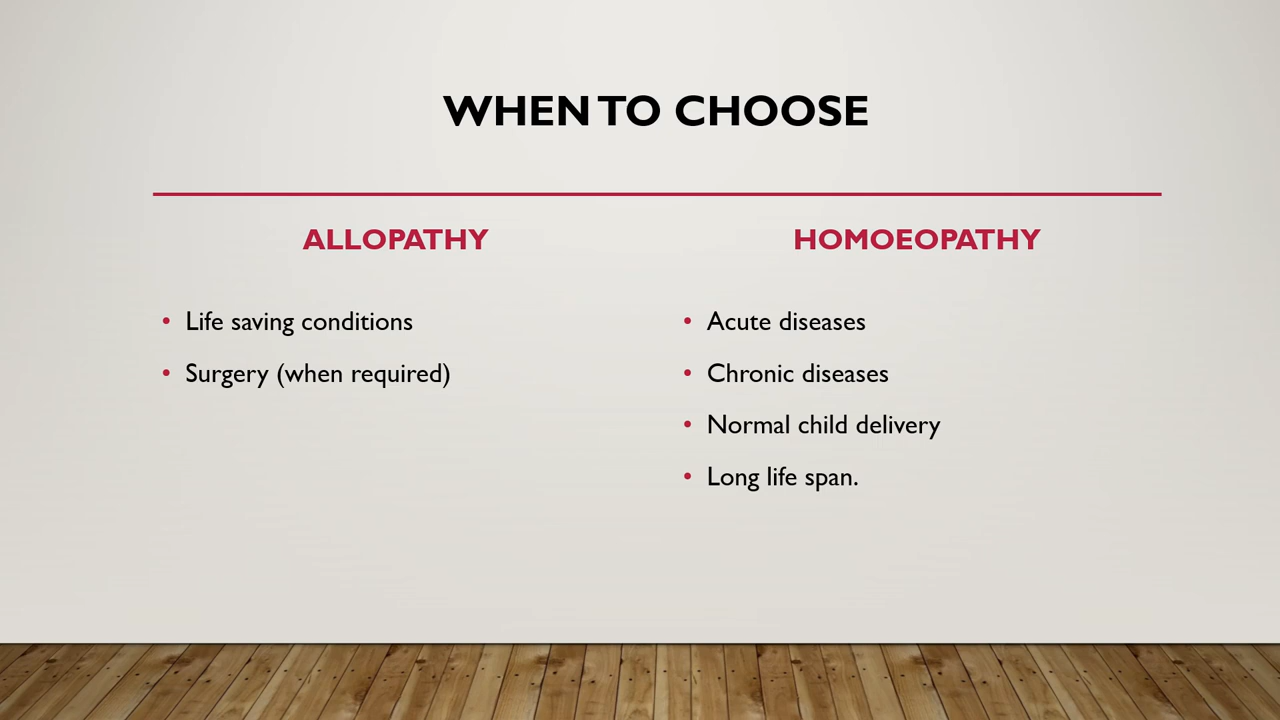 WHEN TO CHOOSE
ALLOPATHY
• Life saving conditions
• Surgery (when required)
HOMOEOPATHY
• Acute diseases
• Chronic diseases
• Normal child delivery
• Long life span.